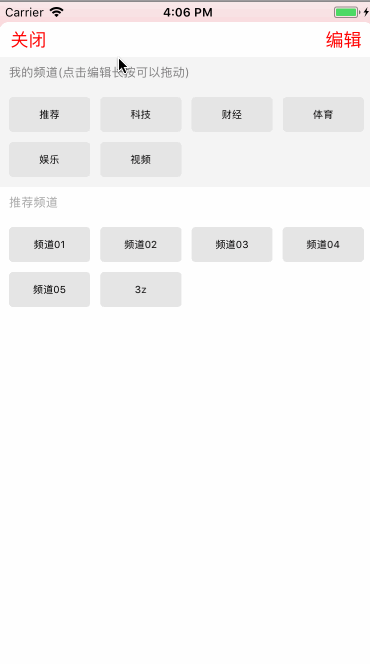 Carrier 4:06 PM
关闭 编辑
我的频道(点击编辑长按可以拖动)
推荐 科技 财经 体育
娱乐 视频
推荐频道
频道01 频道02 频道03 频道04
频道05 3z